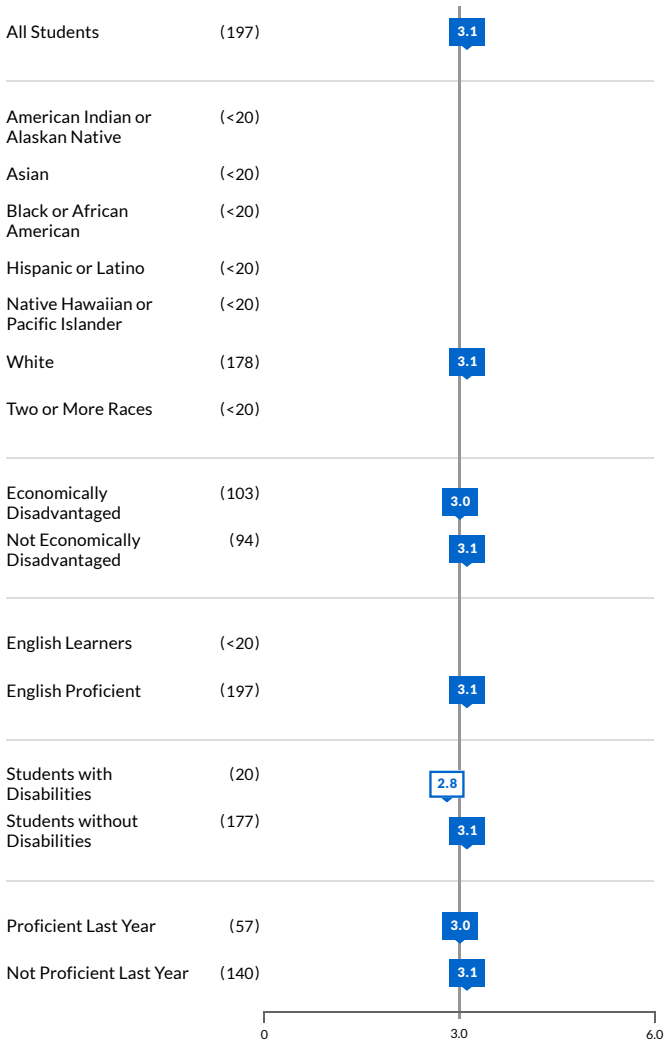 All Students (197) 3.1
American Indian or (<20)
Alaskan Native
Asian (<20)
Black or African (<20)
American
Hispanic or Latino (<20)
Native Hawaiian or (<20)
Pacific Islander
White (178) 3.1
Two or More Races (<20)
Economically (103) 3.0
Disadvantaged
Not Economically (94) 3.1
Disadvantaged
English Learners (<20)
English Proficient (197) 3.1
Students with (20) 2.8
Disabilities
Students without (177) 3.1
Disabilities
Proficient Last Year (57) 3.0
Not Proficient Last Year (140) 3.1
0 3.0 6.0